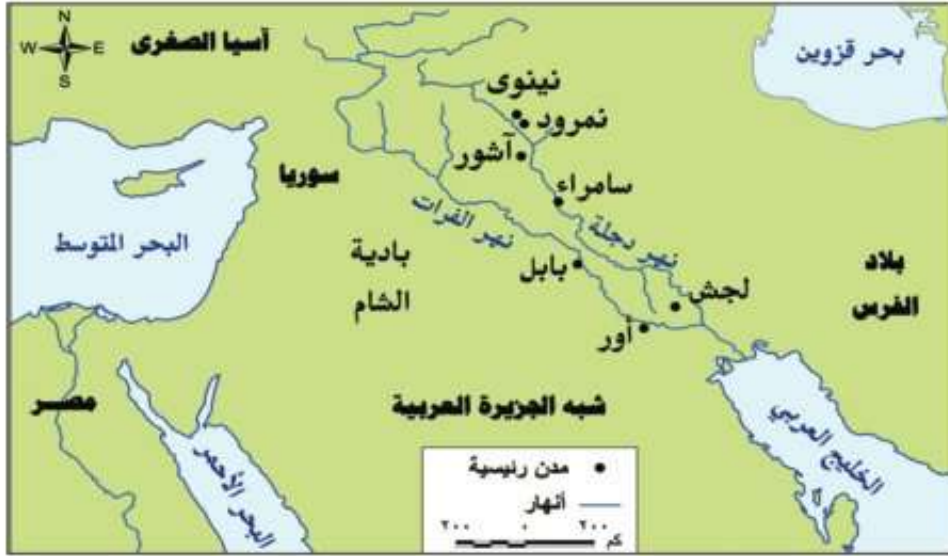 N
W E
S
آسيا الصغرى
بحر قزوين
نينوى
نمرود
آشور
سوريا
سامراء
نهر الفرات
نهر دجلة
البحر المتوسط
بادية
الشام
بابل
بلاد
الفرس
لجش
أور
مصر
شبه الجزيرة العربية
البحر الأحمر
الخليج العربي
مدن رئيسية
أنهار
٢٠٠ ٠ ٢٠٠
كم